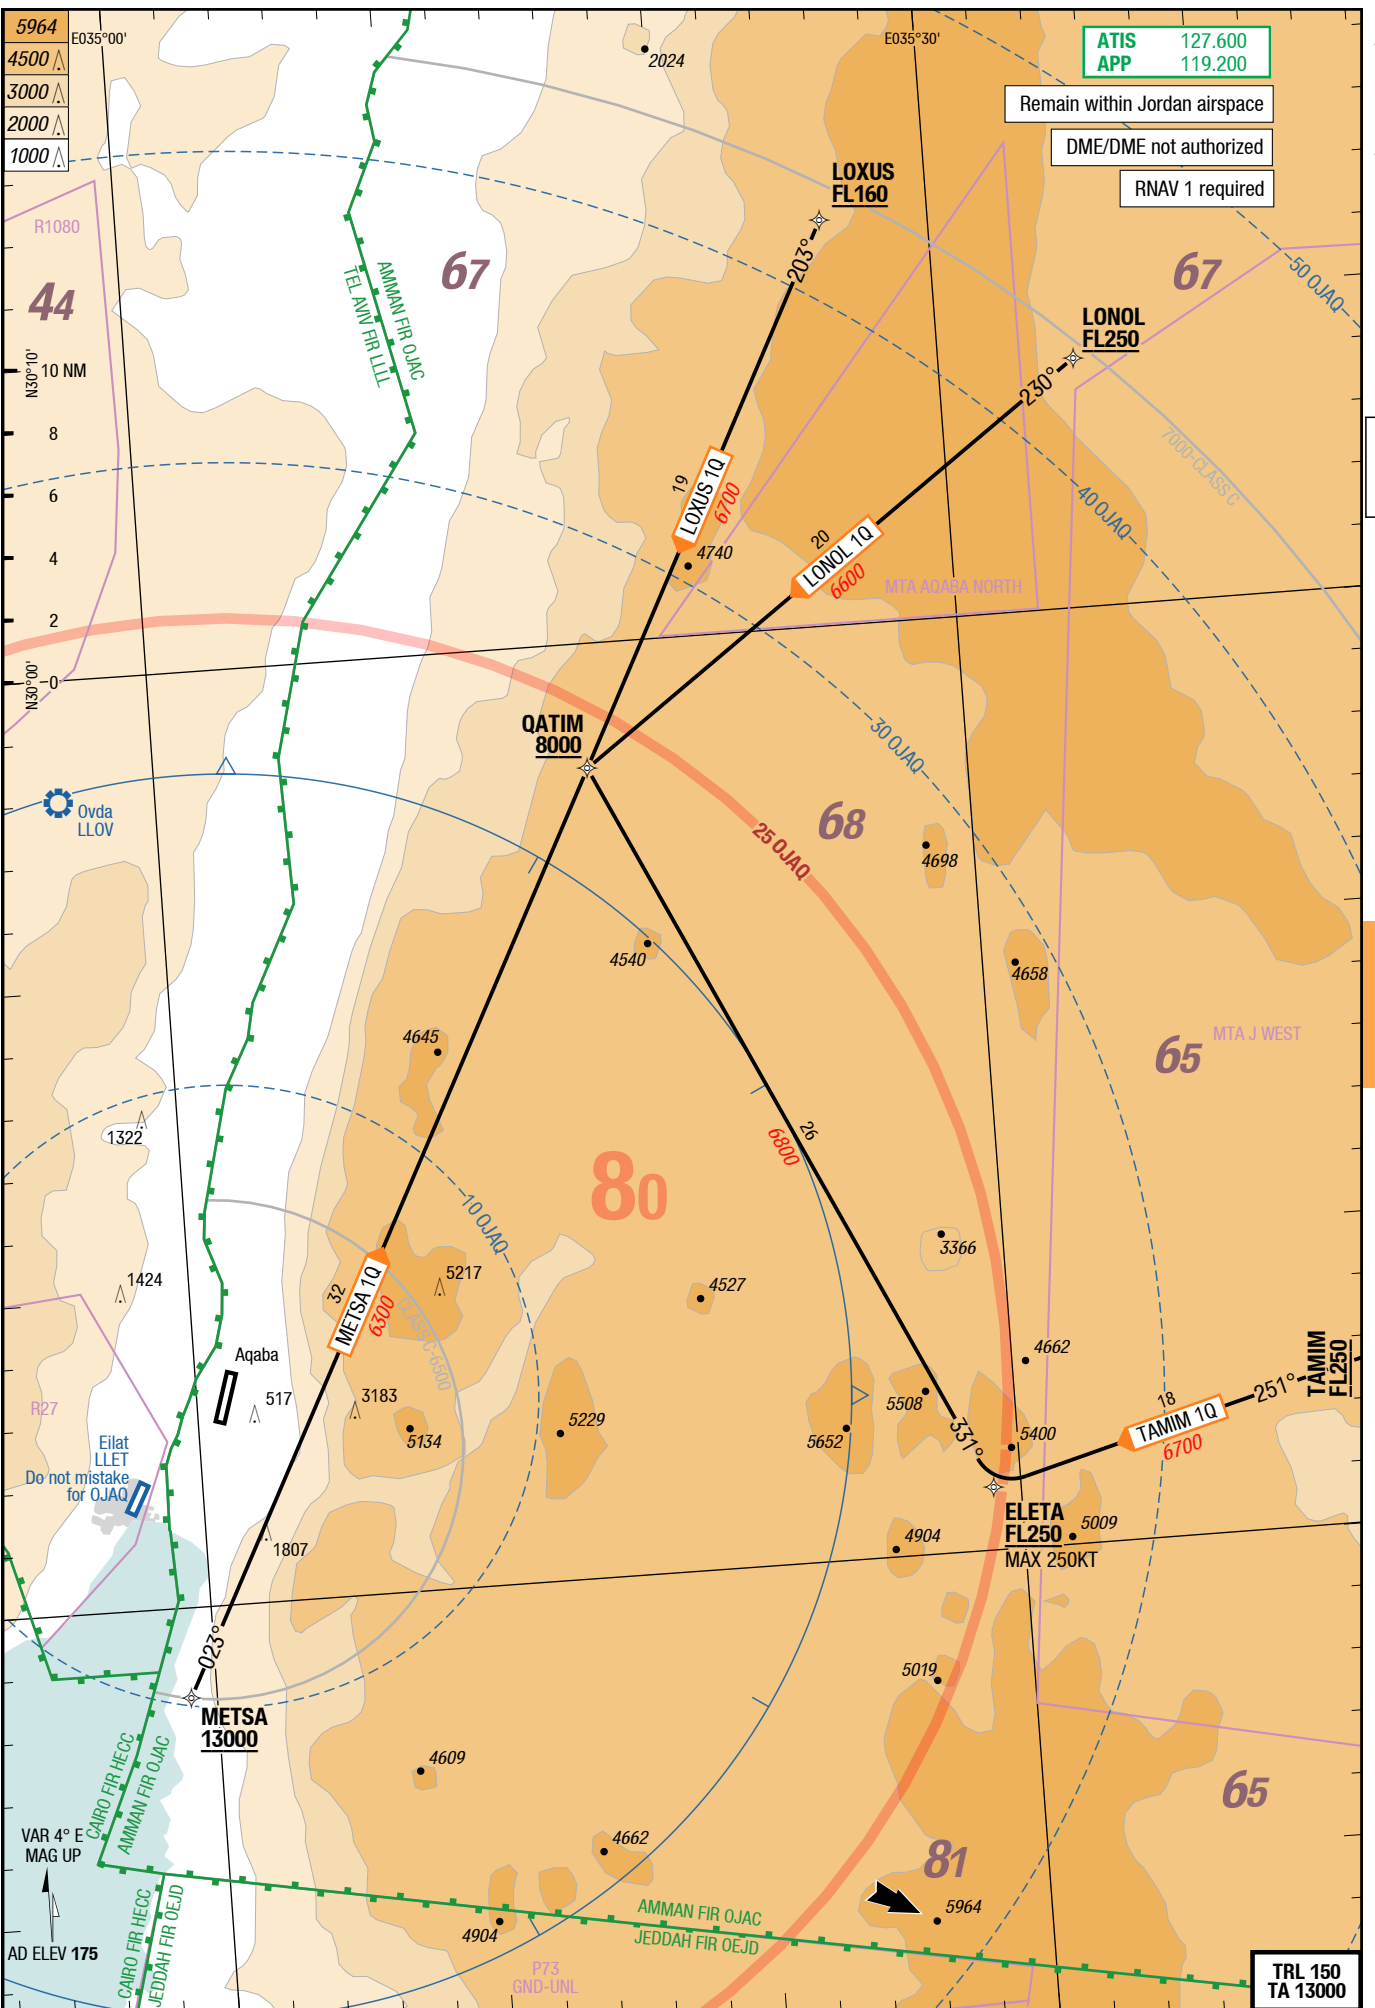 5964
4500
3000
2000
1000
E035°00'
E035°30'
2024
ATIS 127.600
APP 119.200
Remain within Jordan airspace
DME/DME not authorized
RNAV 1 required
LOXUS
FL160
203°
R1080
67
67
44
AMMAN FIR OJAC
TEL AVIV FIR LLLL
50 OJAQ
LONOL
FL250
230°
N30°10'
10 NM
8
6
4
2
0
N30°00'
7000-CLASS C
40 OJAQ
19
LOXUS 1Q
6700
4740
20
LONOL 1Q
6600
MTA AQABA NORTH
QATIM
8000
30 OJAQ
Ovda
LLOV
68
25 OJAQ
4698
4540
4658
4645
MTA J WEST
65
1322
26
6800
80
10 OJAQ
3366
1424
5217
4527
32
METSA 1Q
6300
CLASS C-6500
Aqaba
517
3183
5134
5229
5652
5508
4662
5400
331°
TAMIM
FL250
251°
18
TAMIM 1Q
6700
R27
Eilat
LLET
Do not mistake
for OJAQ
ELETA
FL250
MAX 250KT
5009
4904
1807
023°
5019
METSA
13000
4609
CAIRO FIR HECC
AMMAN FIR OJAC
65
VAR 4° E
MAG UP
4662
81
5964
AD ELEV 175
CAIRO FIR HECC
JEDDAH FIR OEJD
4904
AMMAN FIR OJAC
JEDDAH FIR OEJD
P73
GND-UNL
TRL 150
TA 13000